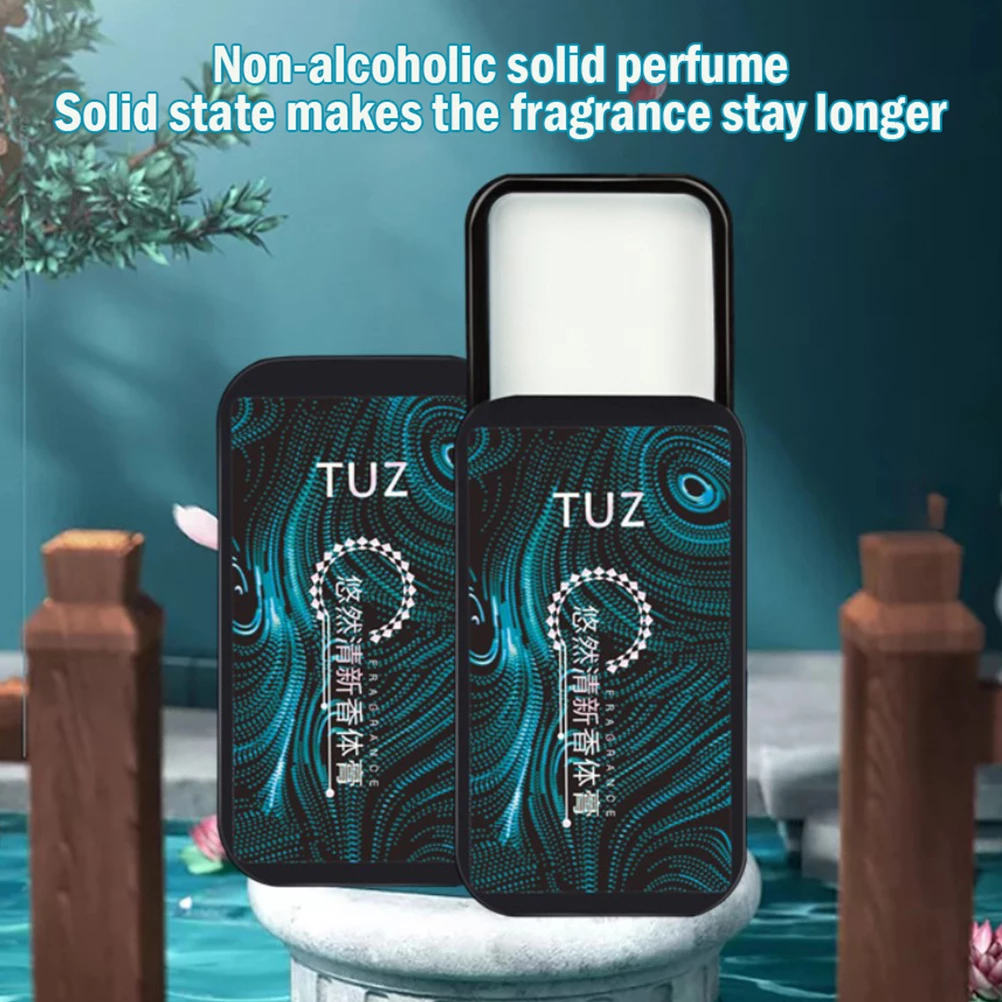 Non-alcoholic solid perfume
Solid state makes the fragrance stay longer
TUZ
悠然清新香体膏
FRAGRANCE
TUZ
悠然清新香体膏
FRAGRANCE